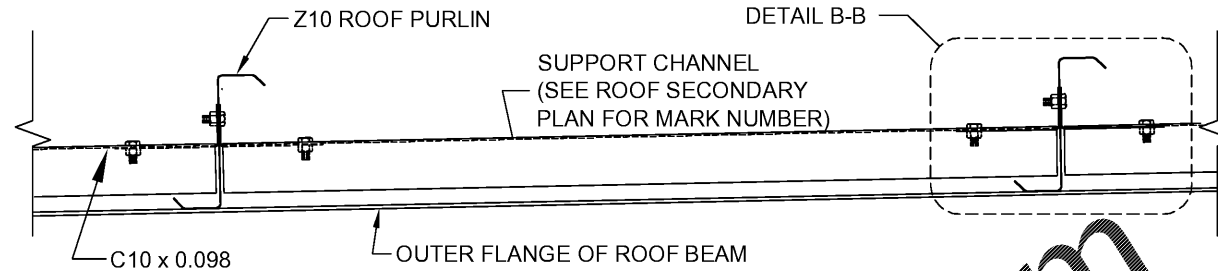 Z10 ROOF PURLIN
DETAIL B-B
SUPPORT CHANNEL
(SEE ROOF SECONDARY
PLAN FOR MARK NUMBER)
C10 x 0.098
OUTER FLANGE OF ROOF BEAM